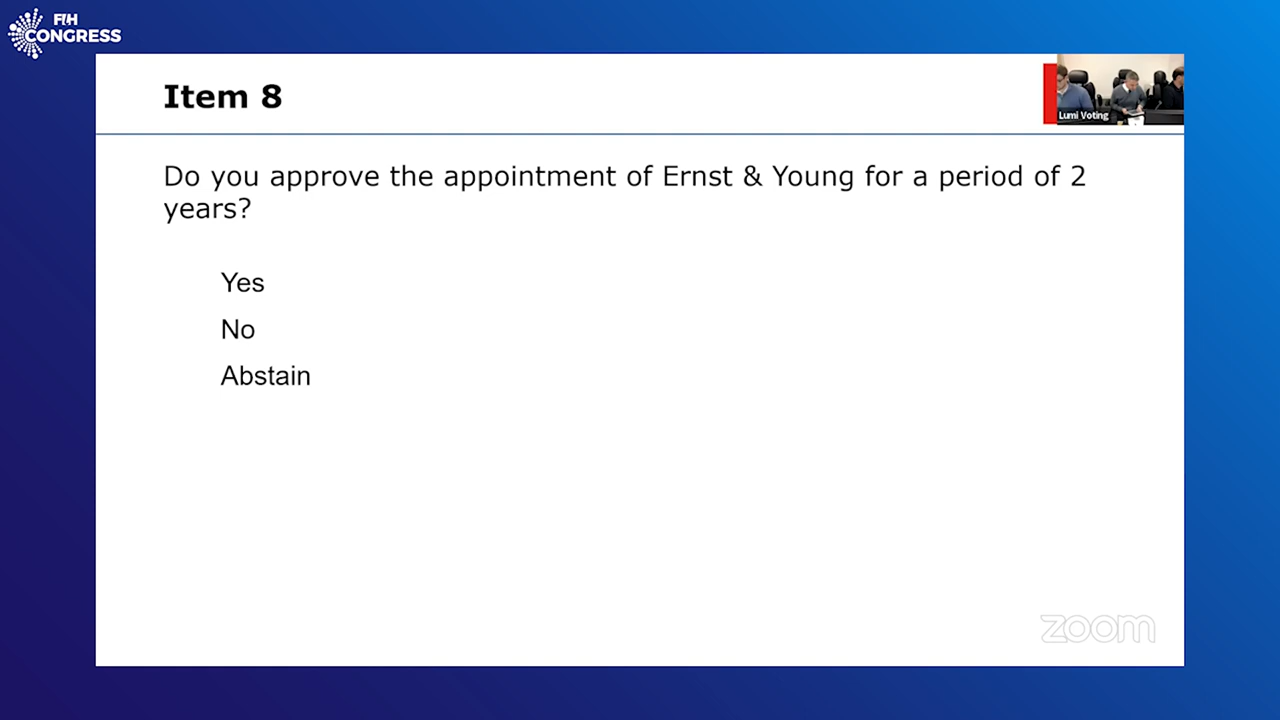 FIH
CONGRESS
Item 8
Lumi Voting
Do you approve the appointment of Ernst & Young for a period of 2
years?
Yes
No
Abstain
zoom